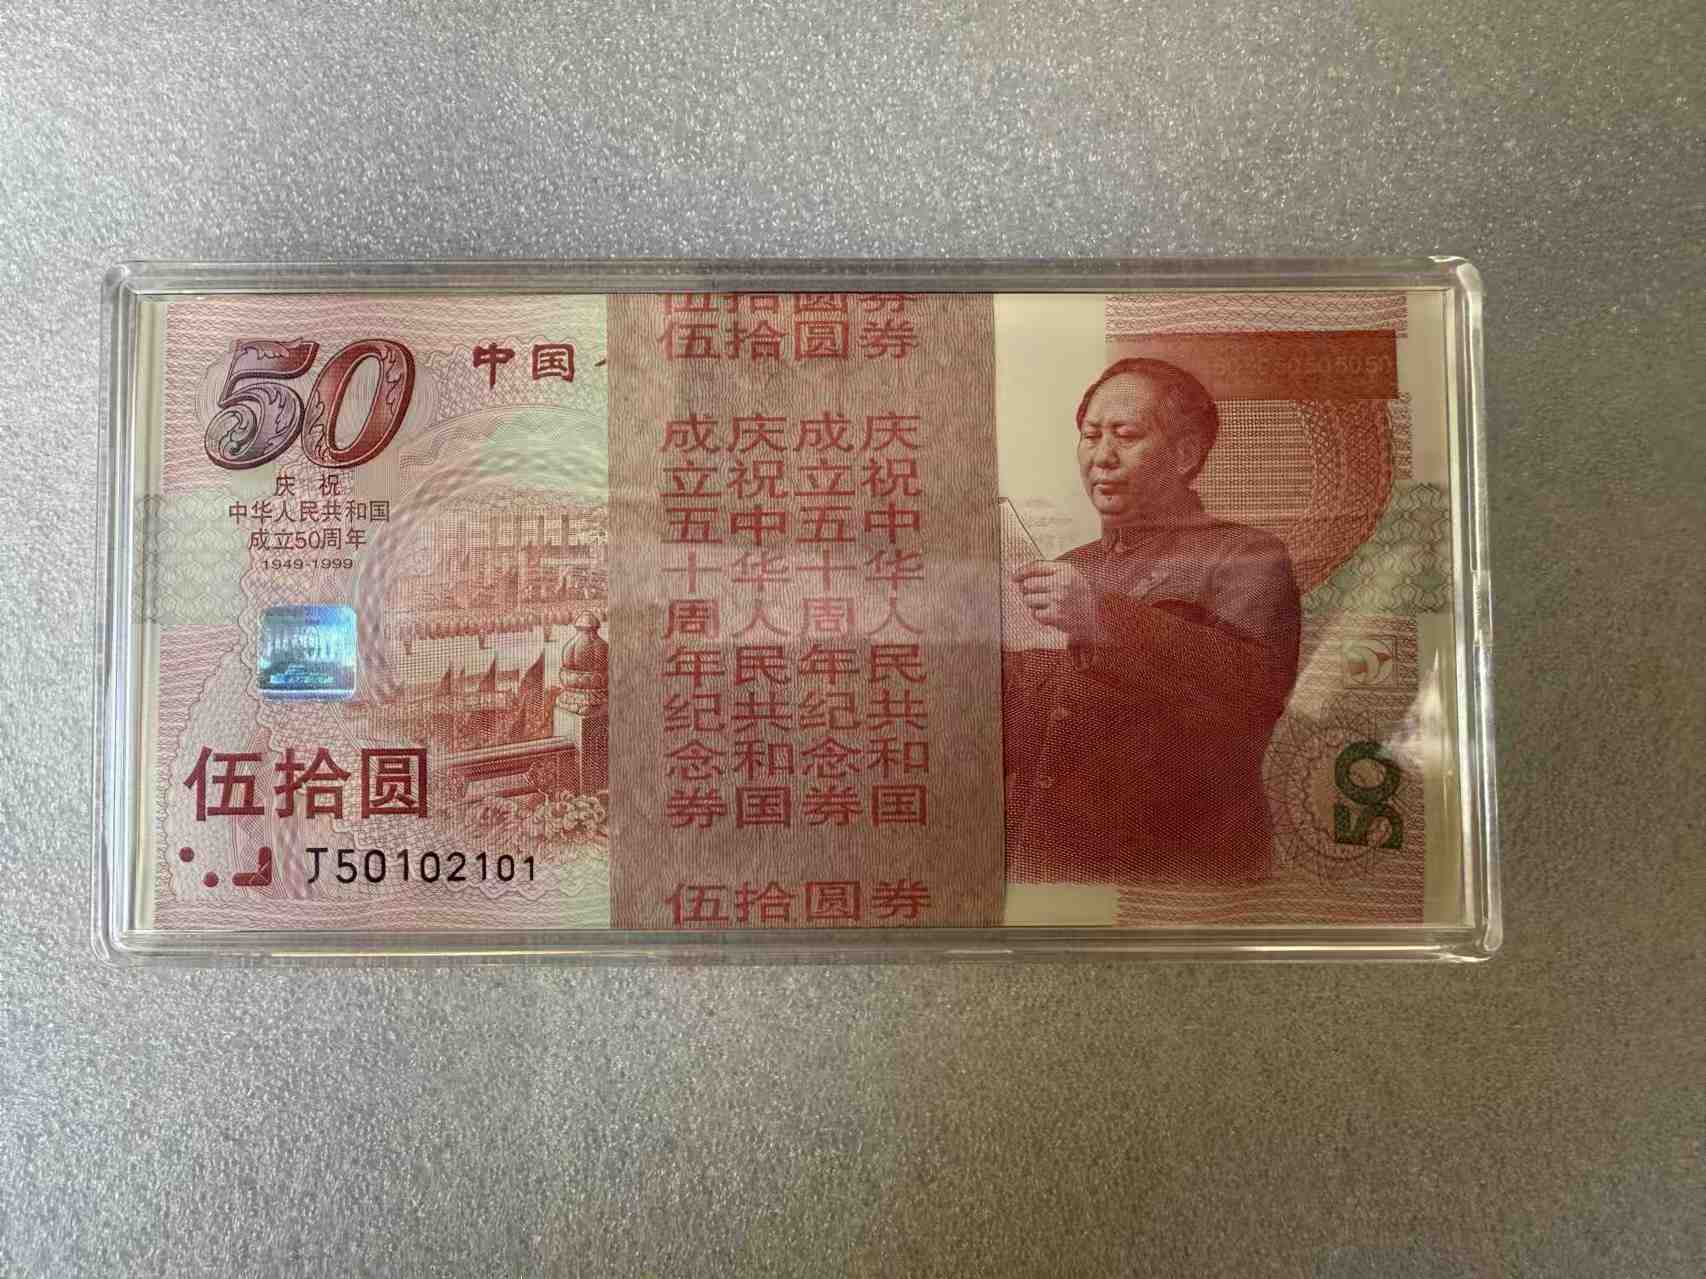 50
中国
庆 祝
中华人民共和国
成立50周年
1949-1999
伍拾圆
J50102101
伍拾圆券
伍拾圆券
庆祝中华人民共和国
成立五十周年纪念券
庆祝中华人民共和国
成立五十周年纪念券
伍拾圆券
50